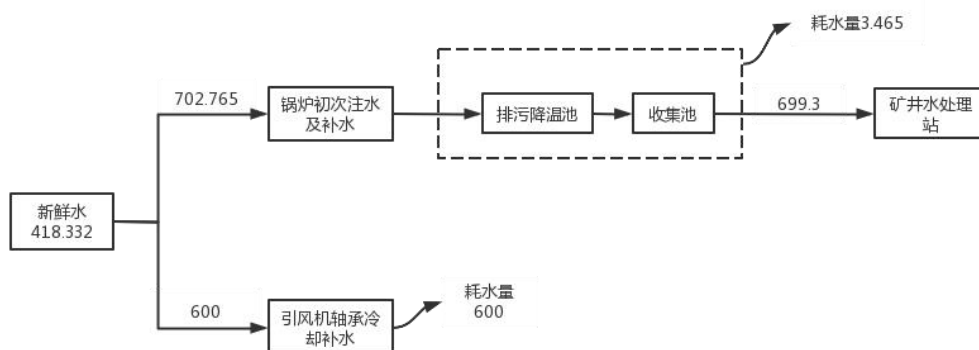 耗水量3.465
702.765
锅炉初次注水
及补水
排污降温池
收集池
699.3
矿井水处理
站
新鲜水
418.332
600
引风机轴承冷
却补水
耗水量
600